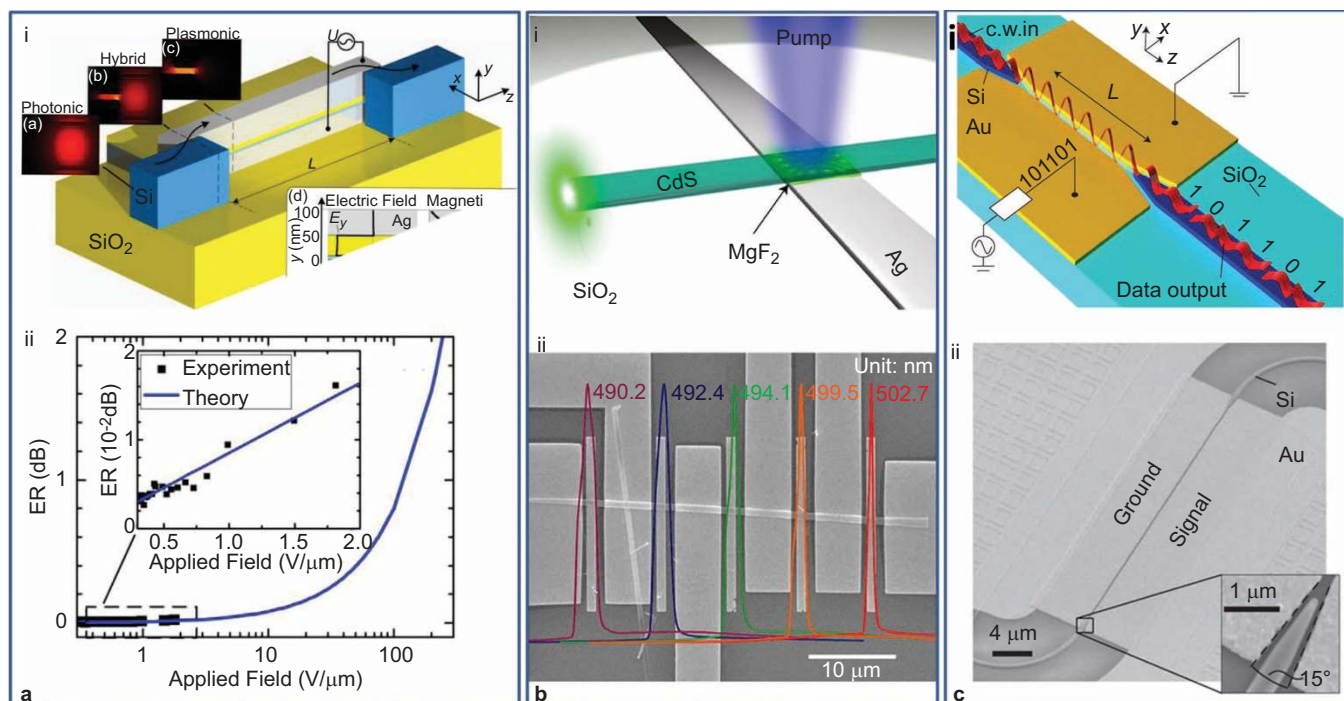 i
Plasmonic
(c)
Hybrid
(b)
Photonic
(a)
U
x
y
z
L
Si
SiO2
(d)
Electric Field
Magneti
Ey
Ag
y (nm)
100
50
0
ii
Experiment
Theory
ER (10-2dB)
2
1
0
0.5
1.0
1.5
2.0
Applied Field (V/μm)
ER (dB)
2
1
0
1
10
100
Applied Field (V/μm)
a
i
Pump
CdS
MgF2
Ag
SiO2
ii
Unit: nm
490.2
492.4
494.1
499.5
502.7
10 μm
b
i
c.w.in
y
x
z
Si
Au
L
101101
SiO2
1 0 1 1 0 1
Data output
ii
Si
Au
Ground
Signal
1 μm
4 μm
15°
c